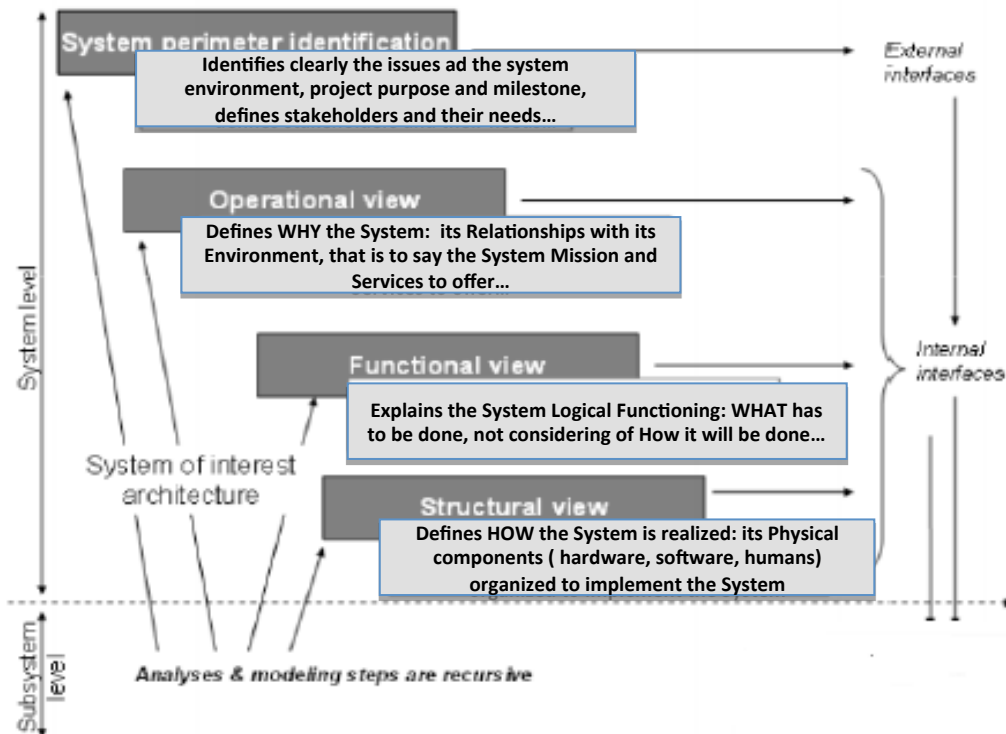 System perimeter identification
Identifies clearly the issues ad the system
environment, project purpose and milestone,
defines stakeholders and their needs…
External
interfaces
Operational view
Defines WHY the System:  its Relationships with its
Environment, that is to say the System Mission and
Services to offer…
System level
Functional view
Internal
interfaces
Explains the System Logical Functioning: WHAT has
to be done, not considering of How it will be done…
System of interest
architecture
Structural view
Defines HOW the System is realized: its Physical
components ( hardware, software, humans)
organized to implement the System
Subsystem
level
Analyses & modeling steps are recursive